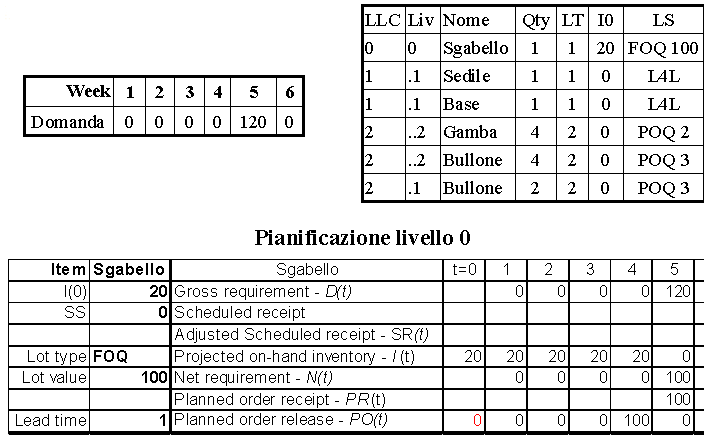 Week 1 2 3 4 5 6
Domanda 0 0 0 0 120 0
LLC Liv Nome Qty LT I0 LS
0 0 Sgabello 1 1 20 FOQ 100
1 .1 Sedile 1 1 0 L4L
1 .1 Base 1 1 0 L4L
2 ..2 Gamba 4 2 0 POQ 2
2 ..2 Bullone 4 2 0 POQ 3
2 .1 Bullone 2 2 0 POQ 3
Pianificazione livello 0
Item Sgabello Sgabello t=0 1 2 3 4 5
I(0) 20 Gross requirement - D(t) 0 0 0 0 120
SS 0 Scheduled receipt
Adjusted Scheduled receipt - SR(t)
Lot type FOQ Projected on-hand inventory - I (t) 20 20 20 20 20 0
Lot value 100 Net requirement - N(t) 0 0 0 0 100
Planned order receipt - PR(t) 100
Lead time 1 Planned order release - PO(t) 0 0 0 0 100 0